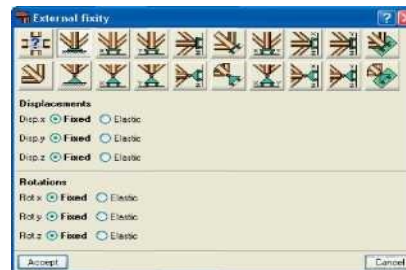 External fixity
Displacements
Disp.x Fixed Elastic
Disp.y Fixed Elastic
Disp.z Fixed Elastic
Rotations
Rot.x Fixed Elastic
Rot.y Fixed Elastic
Rot.z Fixed Elastic
Accept Cancel